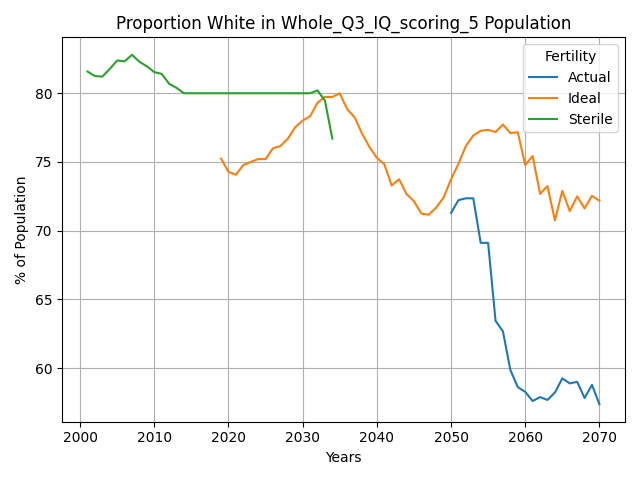 Proportion White in Whole_Q3_IQ_scoring_5 Population
Fertility
Actual
Ideal
Sterile
% of Population
80
75
70
65
60
2000 2010 2020 2030 2040 2050 2060 2070
Years